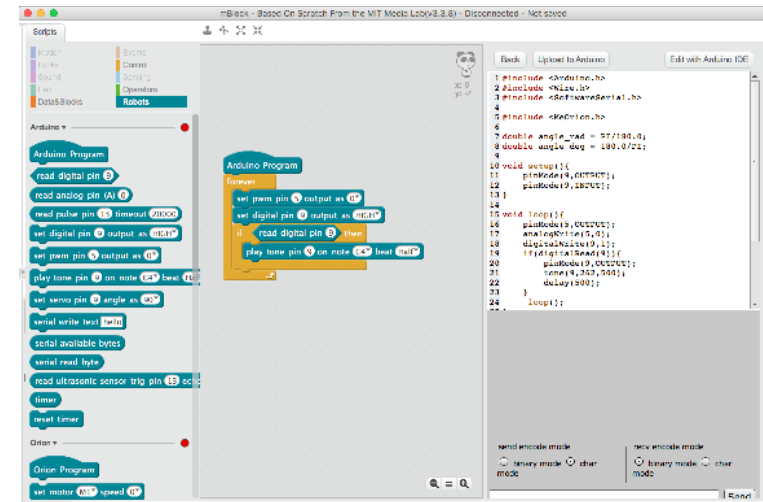 mBlock - Based On Scratch From the MIT Media Lab(v3.3.8) - Disconnected - Not saved
Scripts
Motion Events
Looks Control
Sound Sensing
Pen Operators
Data&Blocks Robots
Arduino
Arduino Program
read digital pin 9
read analog pin (A) 0
read pulse pin 13 timeout 20000
set digital pin 9 output as HIGH
set pwm pin 5 output as 0
play tone pin 9 on note C4 beat Half
set servo pin 9 angle as 90
serial write text hello
serial available bytes
serial read byte
read ultrasonic sensor trig pin 13 echo
timer
reset timer
Orion
Orion Program
set motor M1 speed 0
Arduino Program
forever
set pwm pin 5 output as 0
set digital pin 9 output as HIGH
if read digital pin 9 then
play tone pin 9 on note C4 beat Half
Back Upload to Arduino Edit with Arduino IDE
1 #include <Arduino.h>
2 #include <Wire.h>
3 #include <SoftwareSerial.h>
4
5 #include <MeOrion.h>
6
7 double angle_rad = PI/180.0;
8 double angle_deg = 180.0/PI;
9
10 void setup(){
11 pinMode(9,OUTPUT);
12 pinMode(9,INPUT);
13 }
14
15 void loop(){
16 pinMode(5,OUTPUT);
17 analogWrite(5,0);
18 digitalWrite(9,1);
19 if(digitalRead(9)){
20 pinMode(9,OUTPUT);
21 tone(9,262,500);
22 delay(500);
23 }
24 loop();
send encode mode
binary mode char mode
recv encode mode
binary mode char mode
Send